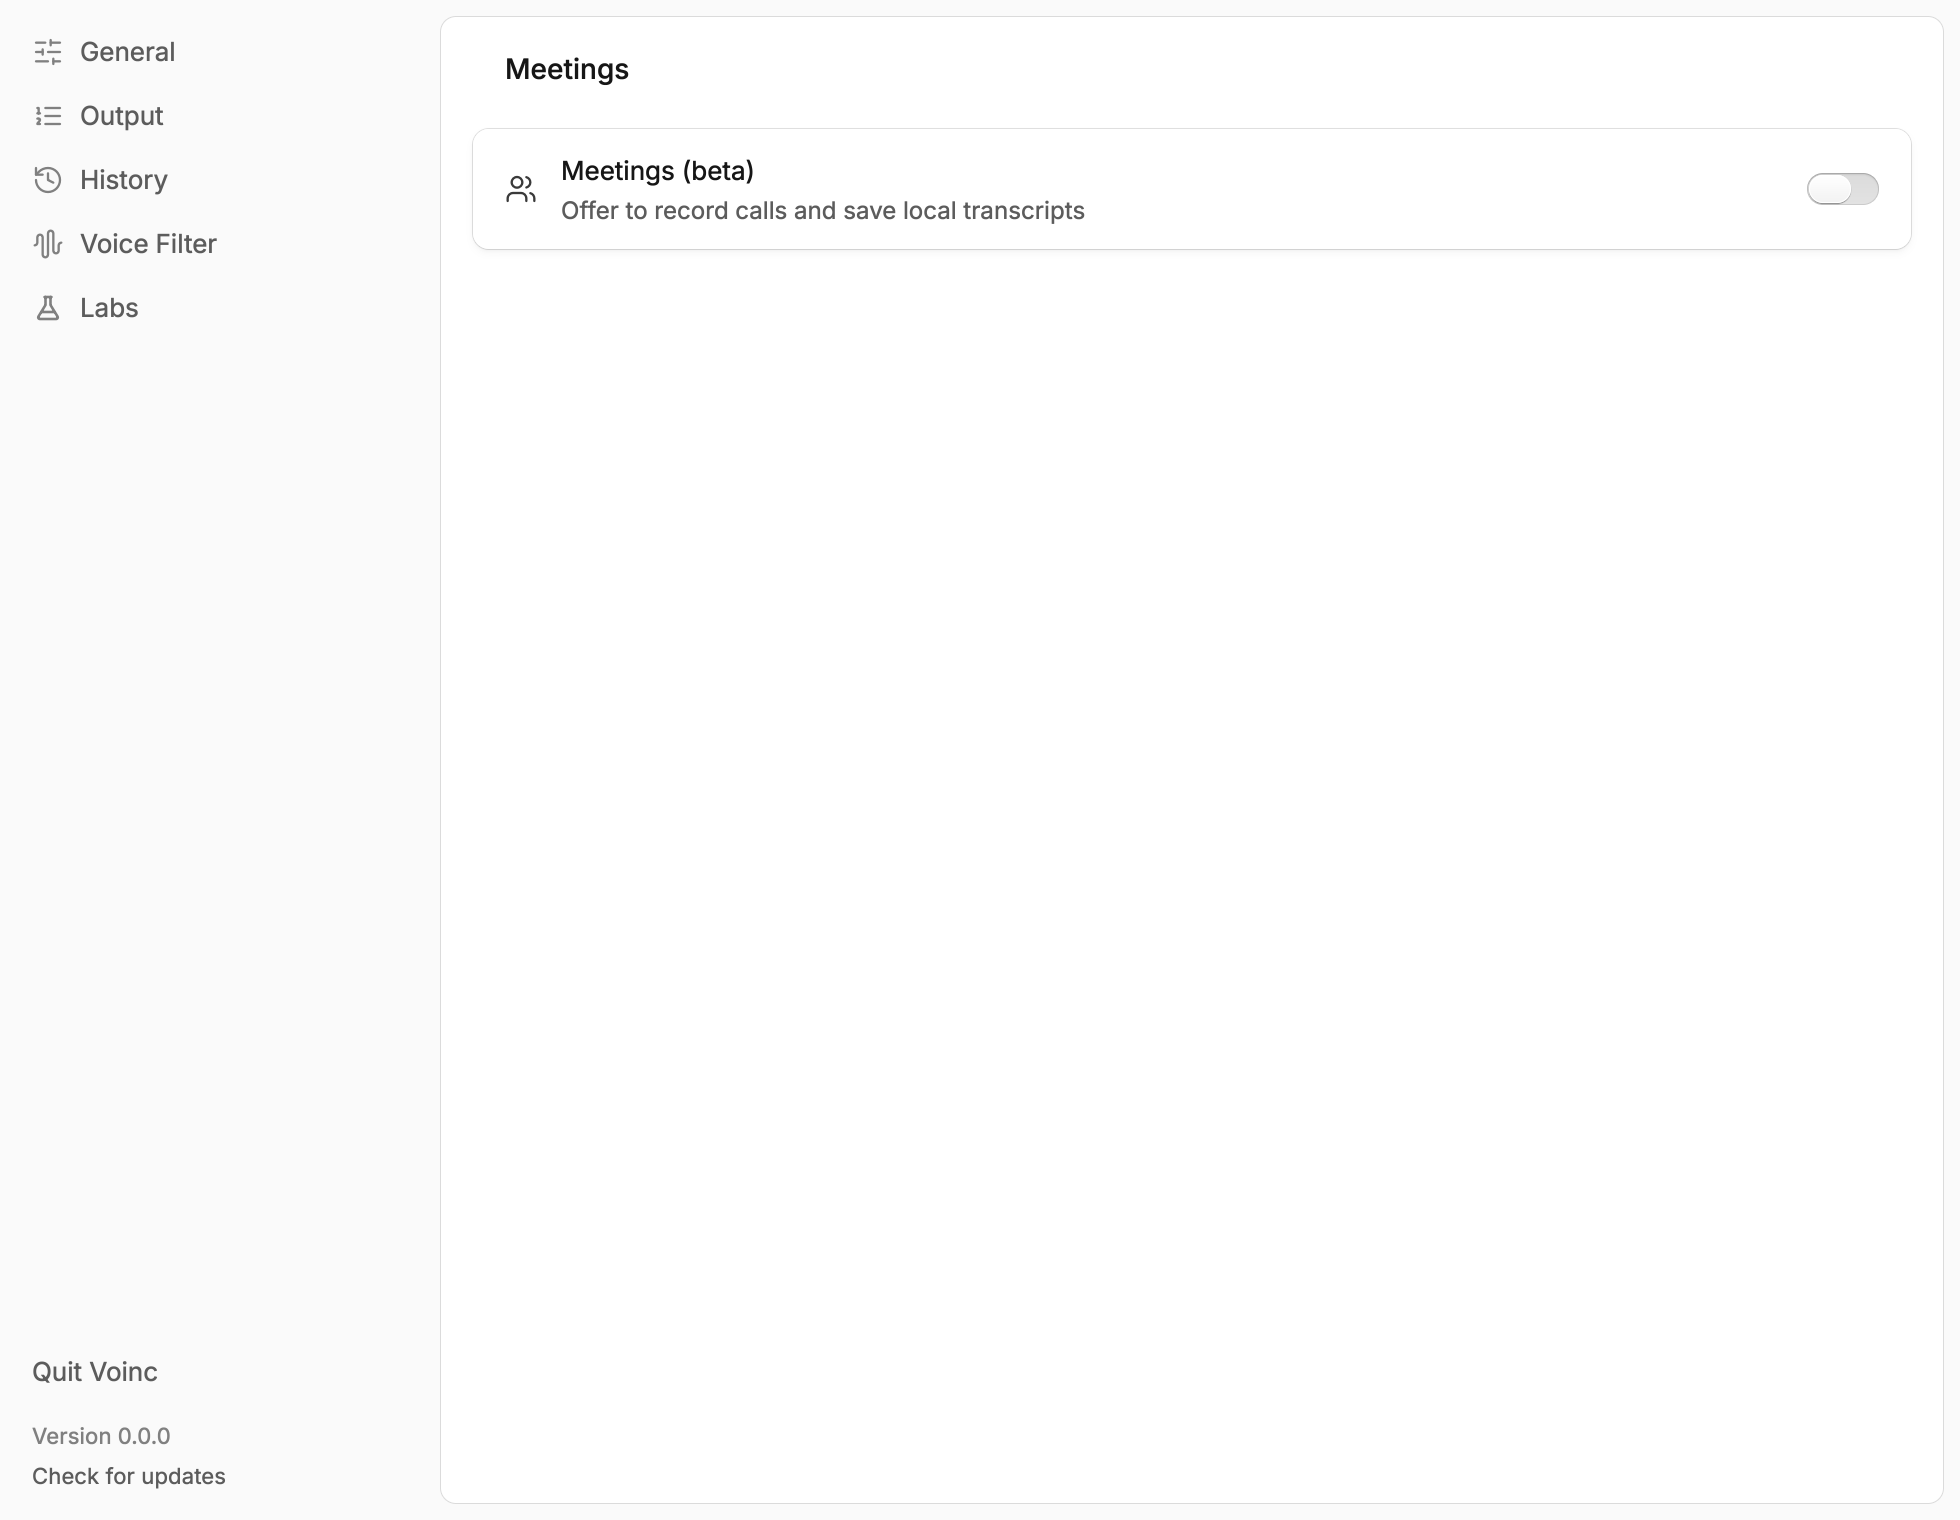 General
Output
History
Voice Filter
Labs
Quit Voinc
Version 0.0.0
Check for updates
Meetings
Meetings (beta)
Offer to record calls and save local transcripts